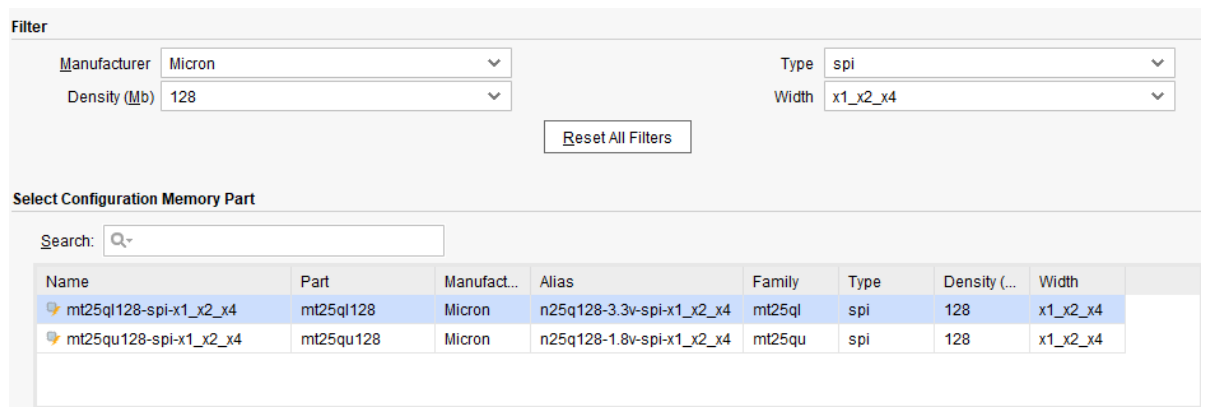 Filter
Manufacturer Micron Type spi
Density (Mb) 128 Width x1_x2_x4
Reset All Filters
Select Configuration Memory Part
Search:
Name Part Manufact... Alias Family Type Density (... Width
mt25ql128-spi-x1_x2_x4 mt25ql128 Micron n25q128-3.3v-spi-x1_x2_x4 mt25ql spi 128 x1_x2_x4
mt25qu128-spi-x1_x2_x4 mt25qu128 Micron n25q128-1.8v-spi-x1_x2_x4 mt25qu spi 128 x1_x2_x4